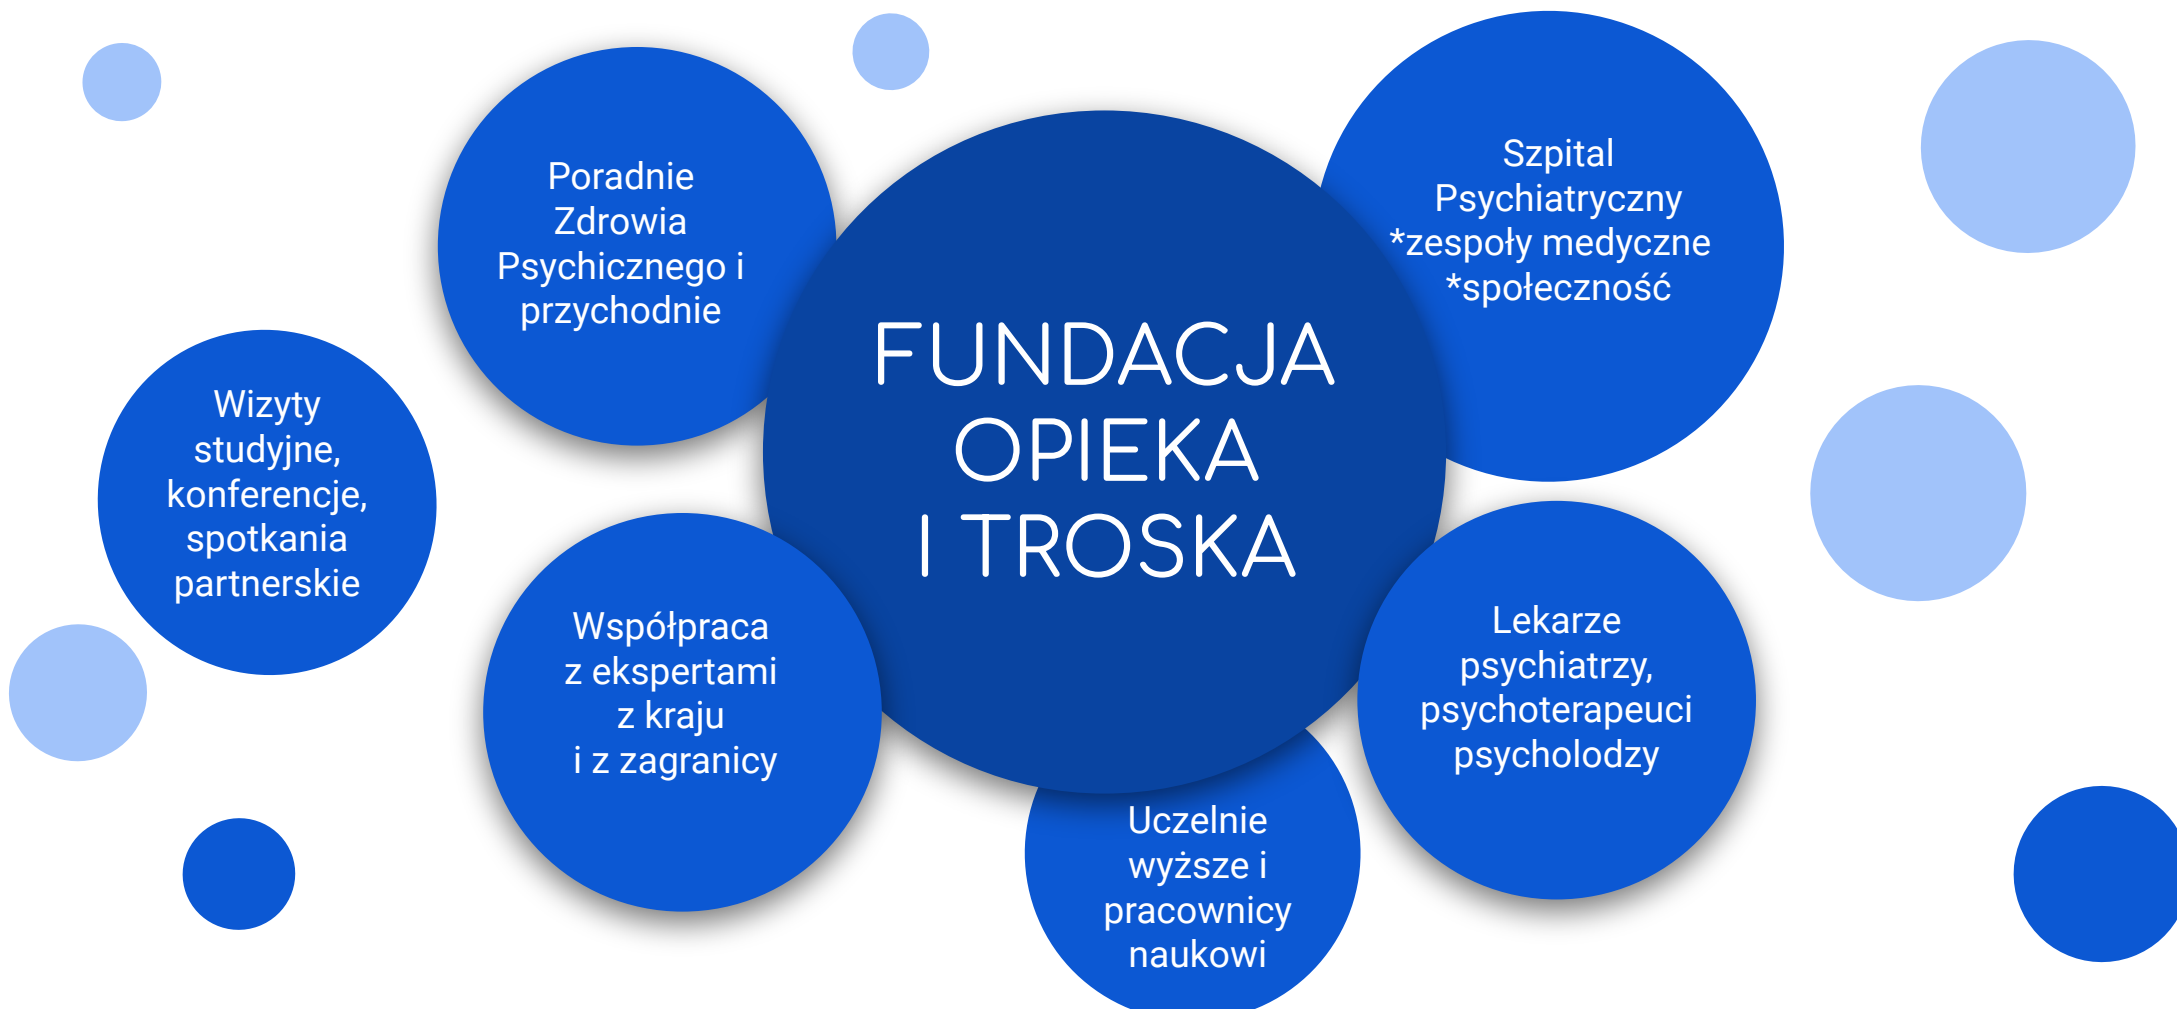 Poradnie
Zdrowia
Psychicznego i
przychodnie
Szpital
Psychiatryczny
*zespoły medyczne
*społeczność
FUNDACJA
OPIEKA
I TROSKA
Wizyty
studyjne,
konferencje,
spotkania
partnerskie
Współpraca
z ekspertami
z kraju
i z zagranicy
Lekarze
psychiatrzy,
psychoterapeuci
psycholodzy
Uczelnie
wyższe i
pracownicy
naukowi